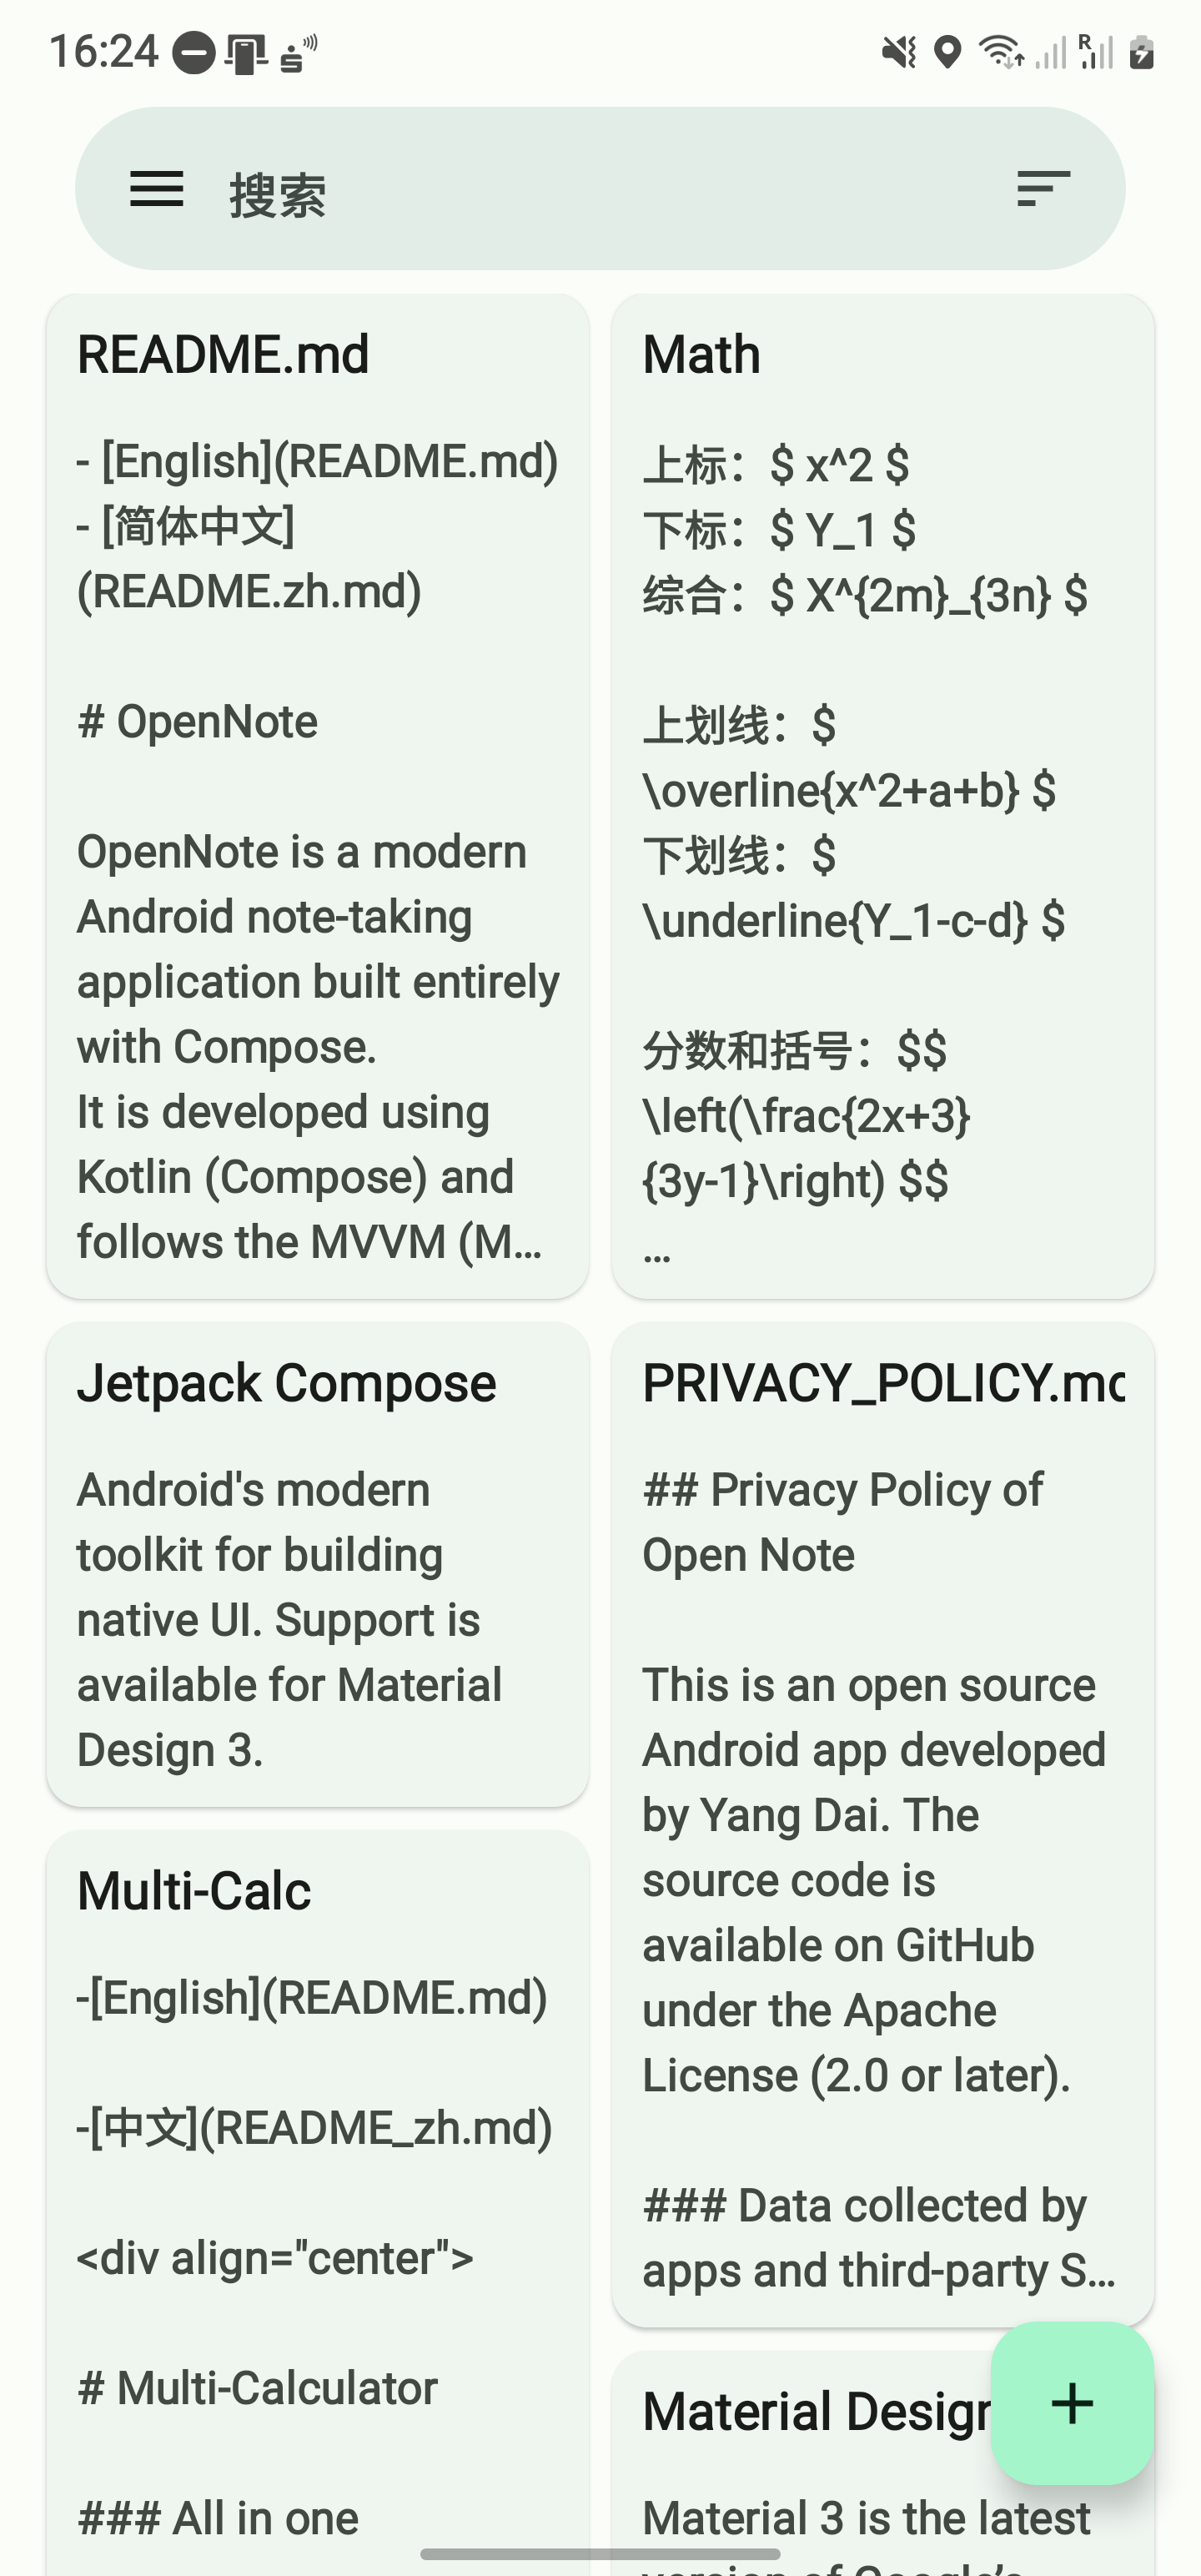 16:24
R
搜索
README.md
- [English](README.md)
- [简体中文]
(README.zh.md)
# OpenNote
OpenNote is a modern
Android note-taking
application built entirely
with Compose.
It is developed using
Kotlin (Compose) and
follows the MVVM (M...
Math
上标：$ x^2 $
下标：$ Y_1 $
综合：$ X^{2m}_{3n} $
上划线：$
\overline{x^2+a+b} $
下划线：$
\underline{Y_1-c-d} $
分数和括号：$$
\left(\frac{2x+3}
{3y-1}\right) $$
...
Jetpack Compose
Android's modern
toolkit for building
native UI. Support is
available for Material
Design 3.
PRIVACY_POLICY.md
## Privacy Policy of
Open Note
This is an open source
Android app developed
by Yang Dai. The
source code is
available on GitHub
under the Apache
License (2.0 or later).
### Data collected by
apps and third-party S...
Multi-Calc
-[English](README.md)
-[中文](README_zh.md)
<div align="center">
# Multi-Calculator
### All in one
Material Design
Material 3 is the latest
version of Google's